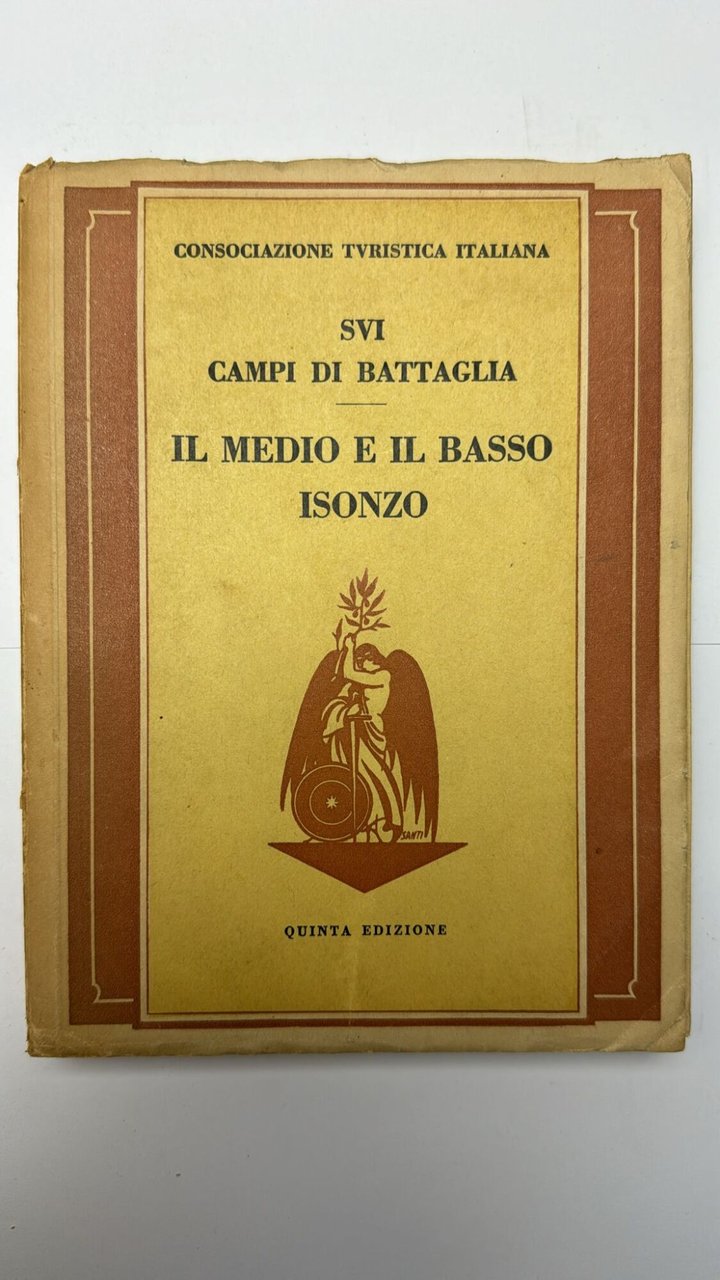 CONSOCIAZIONE TVRISTICA ITALIANA
SVI
CAMPI DI BATTAGLIA
IL MEDIO E IL BASSO
ISONZO
SANTI
QUINTA EDIZIONE